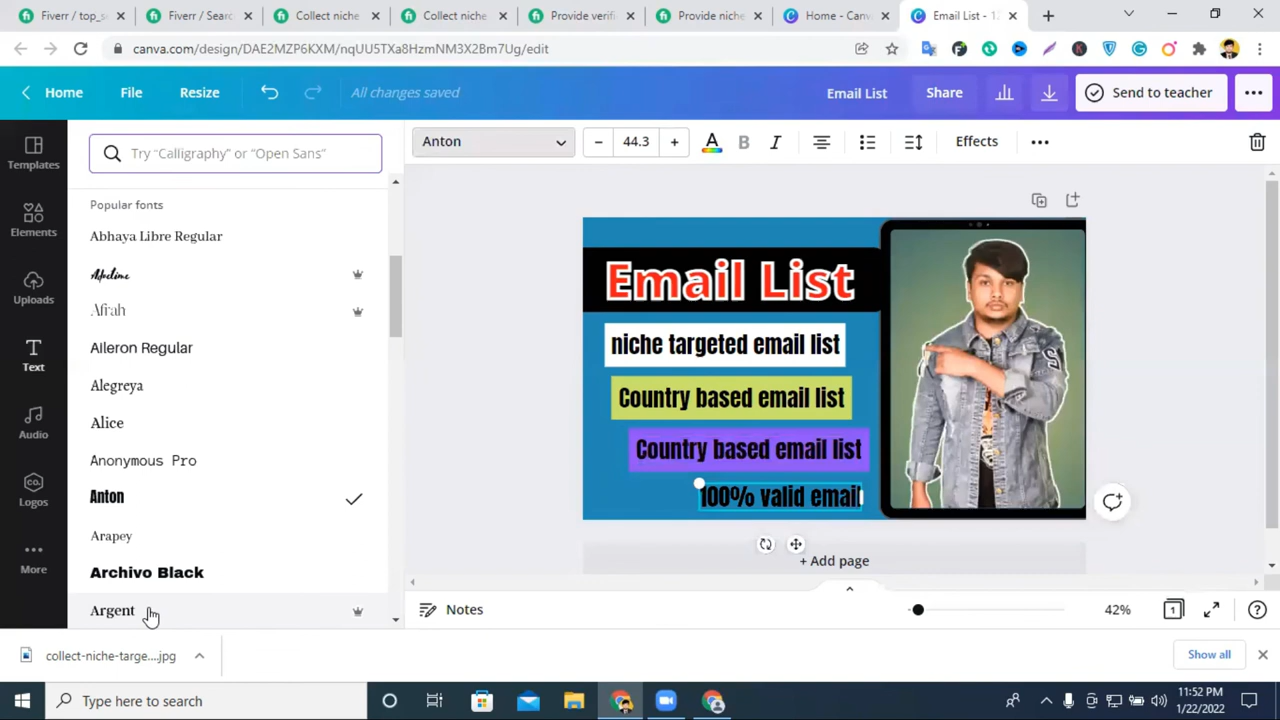 Fiverr / top_s
Fiverr / Searc
Collect niche
Collect niche
Provide verifi
Provide niche
Home - Canv
Email List - 1
canva.com/design/DAE2MZP6KXM/nqUU5TXa8HzmNM3X2Bm7Ug/edit
Home
File
Resize
All changes saved
Email List
Share
Send to teacher
Templates
Elements
Uploads
Text
Audio
Logos
More
Try “Calligraphy” or “Open Sans”
Popular fonts
Abhaya Libre Regular
Afrah
Aileron Regular
Alegreya
Alice
Anonymous Pro
Anton
Arapey
Archivo Black
Argent
Anton
44.3
A
B
I
Effects
Email List
niche targeted email list
Country based email list
Country based email list
100% valid email
+ Add page
Notes
42%
1
collect-niche-targe....jpg
Show all
Type here to search
11:52 PM
1/22/2022